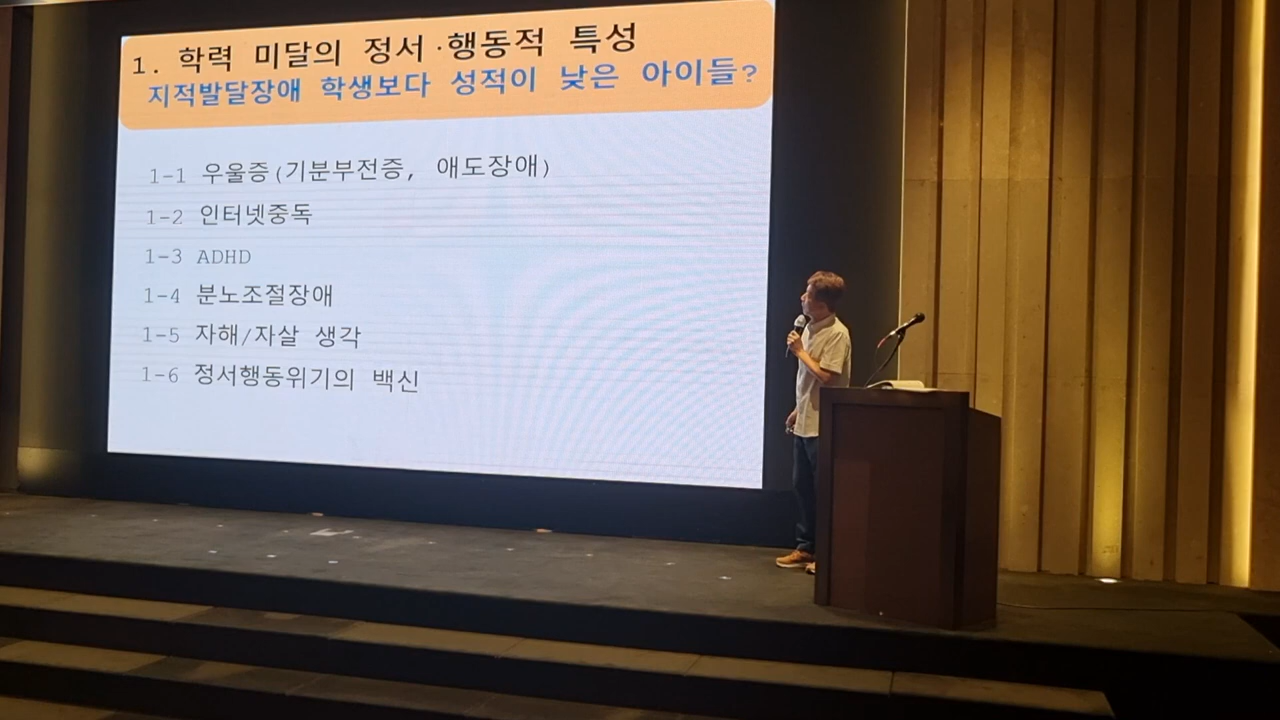 1. 학력 미달의 정서·행동적 특성
지적발달장애 학생보다 성적이 낮은 아이들?
1-1 우울증(기분부전증, 애도장애)
1-2 인터넷중독
1-3 ADHD
1-4 분노조절장애
1-5 자해/자살 생각
1-6 정서행동위기의 백신